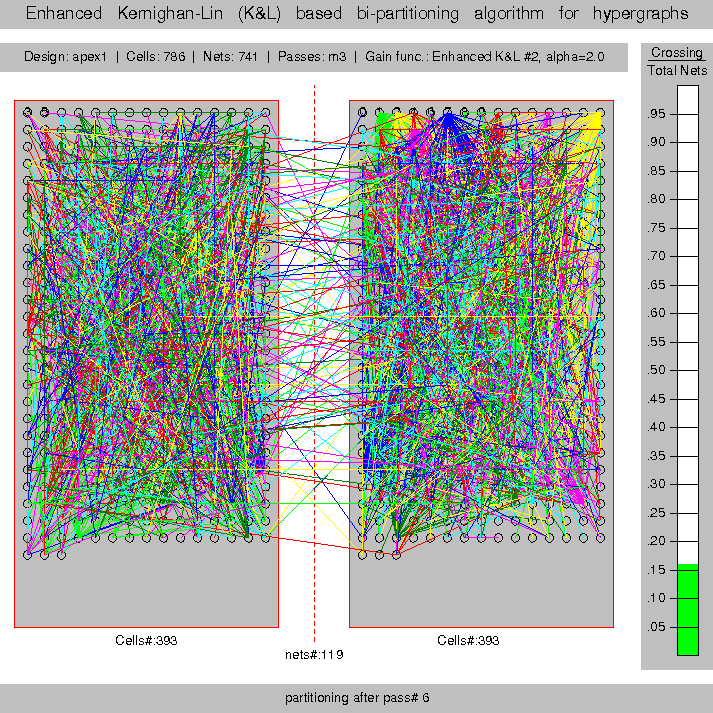 Enhanced Kernighan-Lin (K&L) based bi-partitioning algorithm for hypergraphs
Design: apex1 | Cells: 786 | Nets: 741 | Passes: m3 | Gain func.: Enhanced K&L #2, alpha=2.0
Crossing
Total Nets
.95
.90
.85
.80
.75
.70
.65
.60
.55
.50
.45
.40
.35
.30
.25
.20
.15
.10
.05
Cells#:393
Cells#:393
nets#:119
partitioning after pass# 6